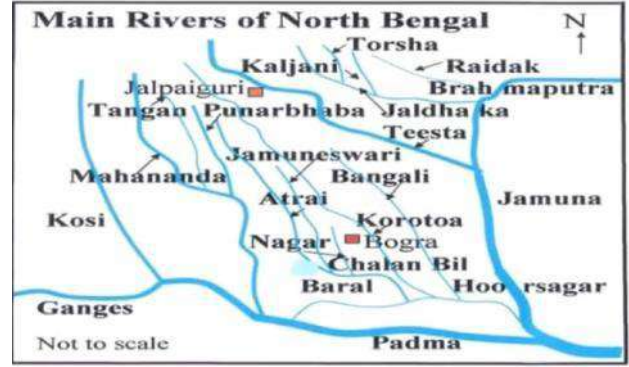 Main Rivers of North Bengal
N
Torsha
Kaljani
Raidak
Jalpaiguri
Brahmaputra
Tangan
Punarbhaba
Jaldhaka
Teesta
Jamuneswari
Mahananda
Bangali
Atrai
Jamuna
Kosi
Korotoa
Nagar
Bogra
Chalan Bil
Baral
Hoorsagar
Ganges
Not to scale
Padma